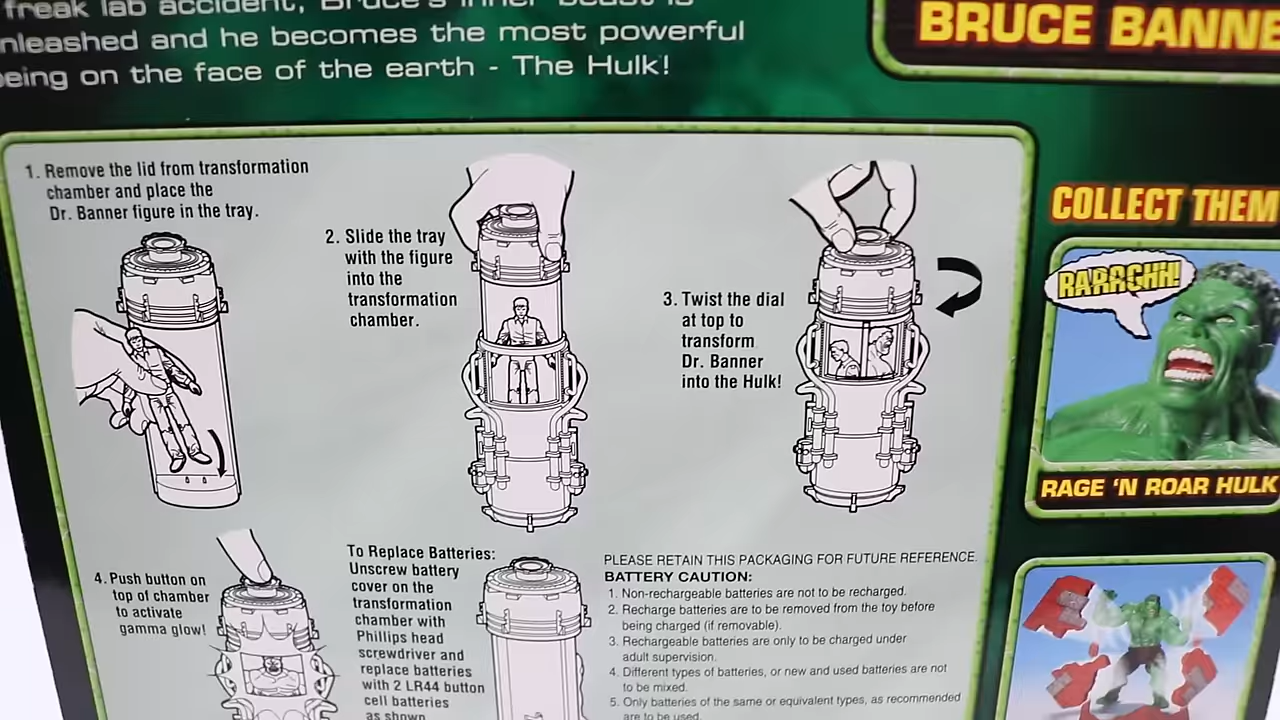 freak lab accident, Bruce's inner beast is
nleashed and he becomes the most powerful
eing on the face of the earth - The Hulk!
BRUCE BANNE
1. Remove the lid from transformation
chamber and place the
Dr. Banner figure in the tray.
2. Slide the tray
with the figure
into the
transformation
chamber.
3. Twist the dial
at top to
transform
Dr. Banner
into the Hulk!
COLLECT THEM
RARRGHH!
RAGE 'N ROAR HULK
4. Push button on
top of chamber
to activate
gamma glow!
To Replace Batteries:
Unscrew battery
cover on the
transformation
chamber with
Phillips head
screwdriver and
replace batteries
with 2 LR44 button
cell batteries
as shown
PLEASE RETAIN THIS PACKAGING FOR FUTURE REFERENCE.
BATTERY CAUTION:
1. Non-rechargeable batteries are not to be recharged.
2. Recharge batteries are to be removed from the toy before
being charged (if removable).
3. Rechargeable batteries are only to be charged under
adult supervision.
4. Different types of batteries, or new and used batteries are not
to be mixed.
5. Only batteries of the same or equivalent types, as recommended
are to be used.